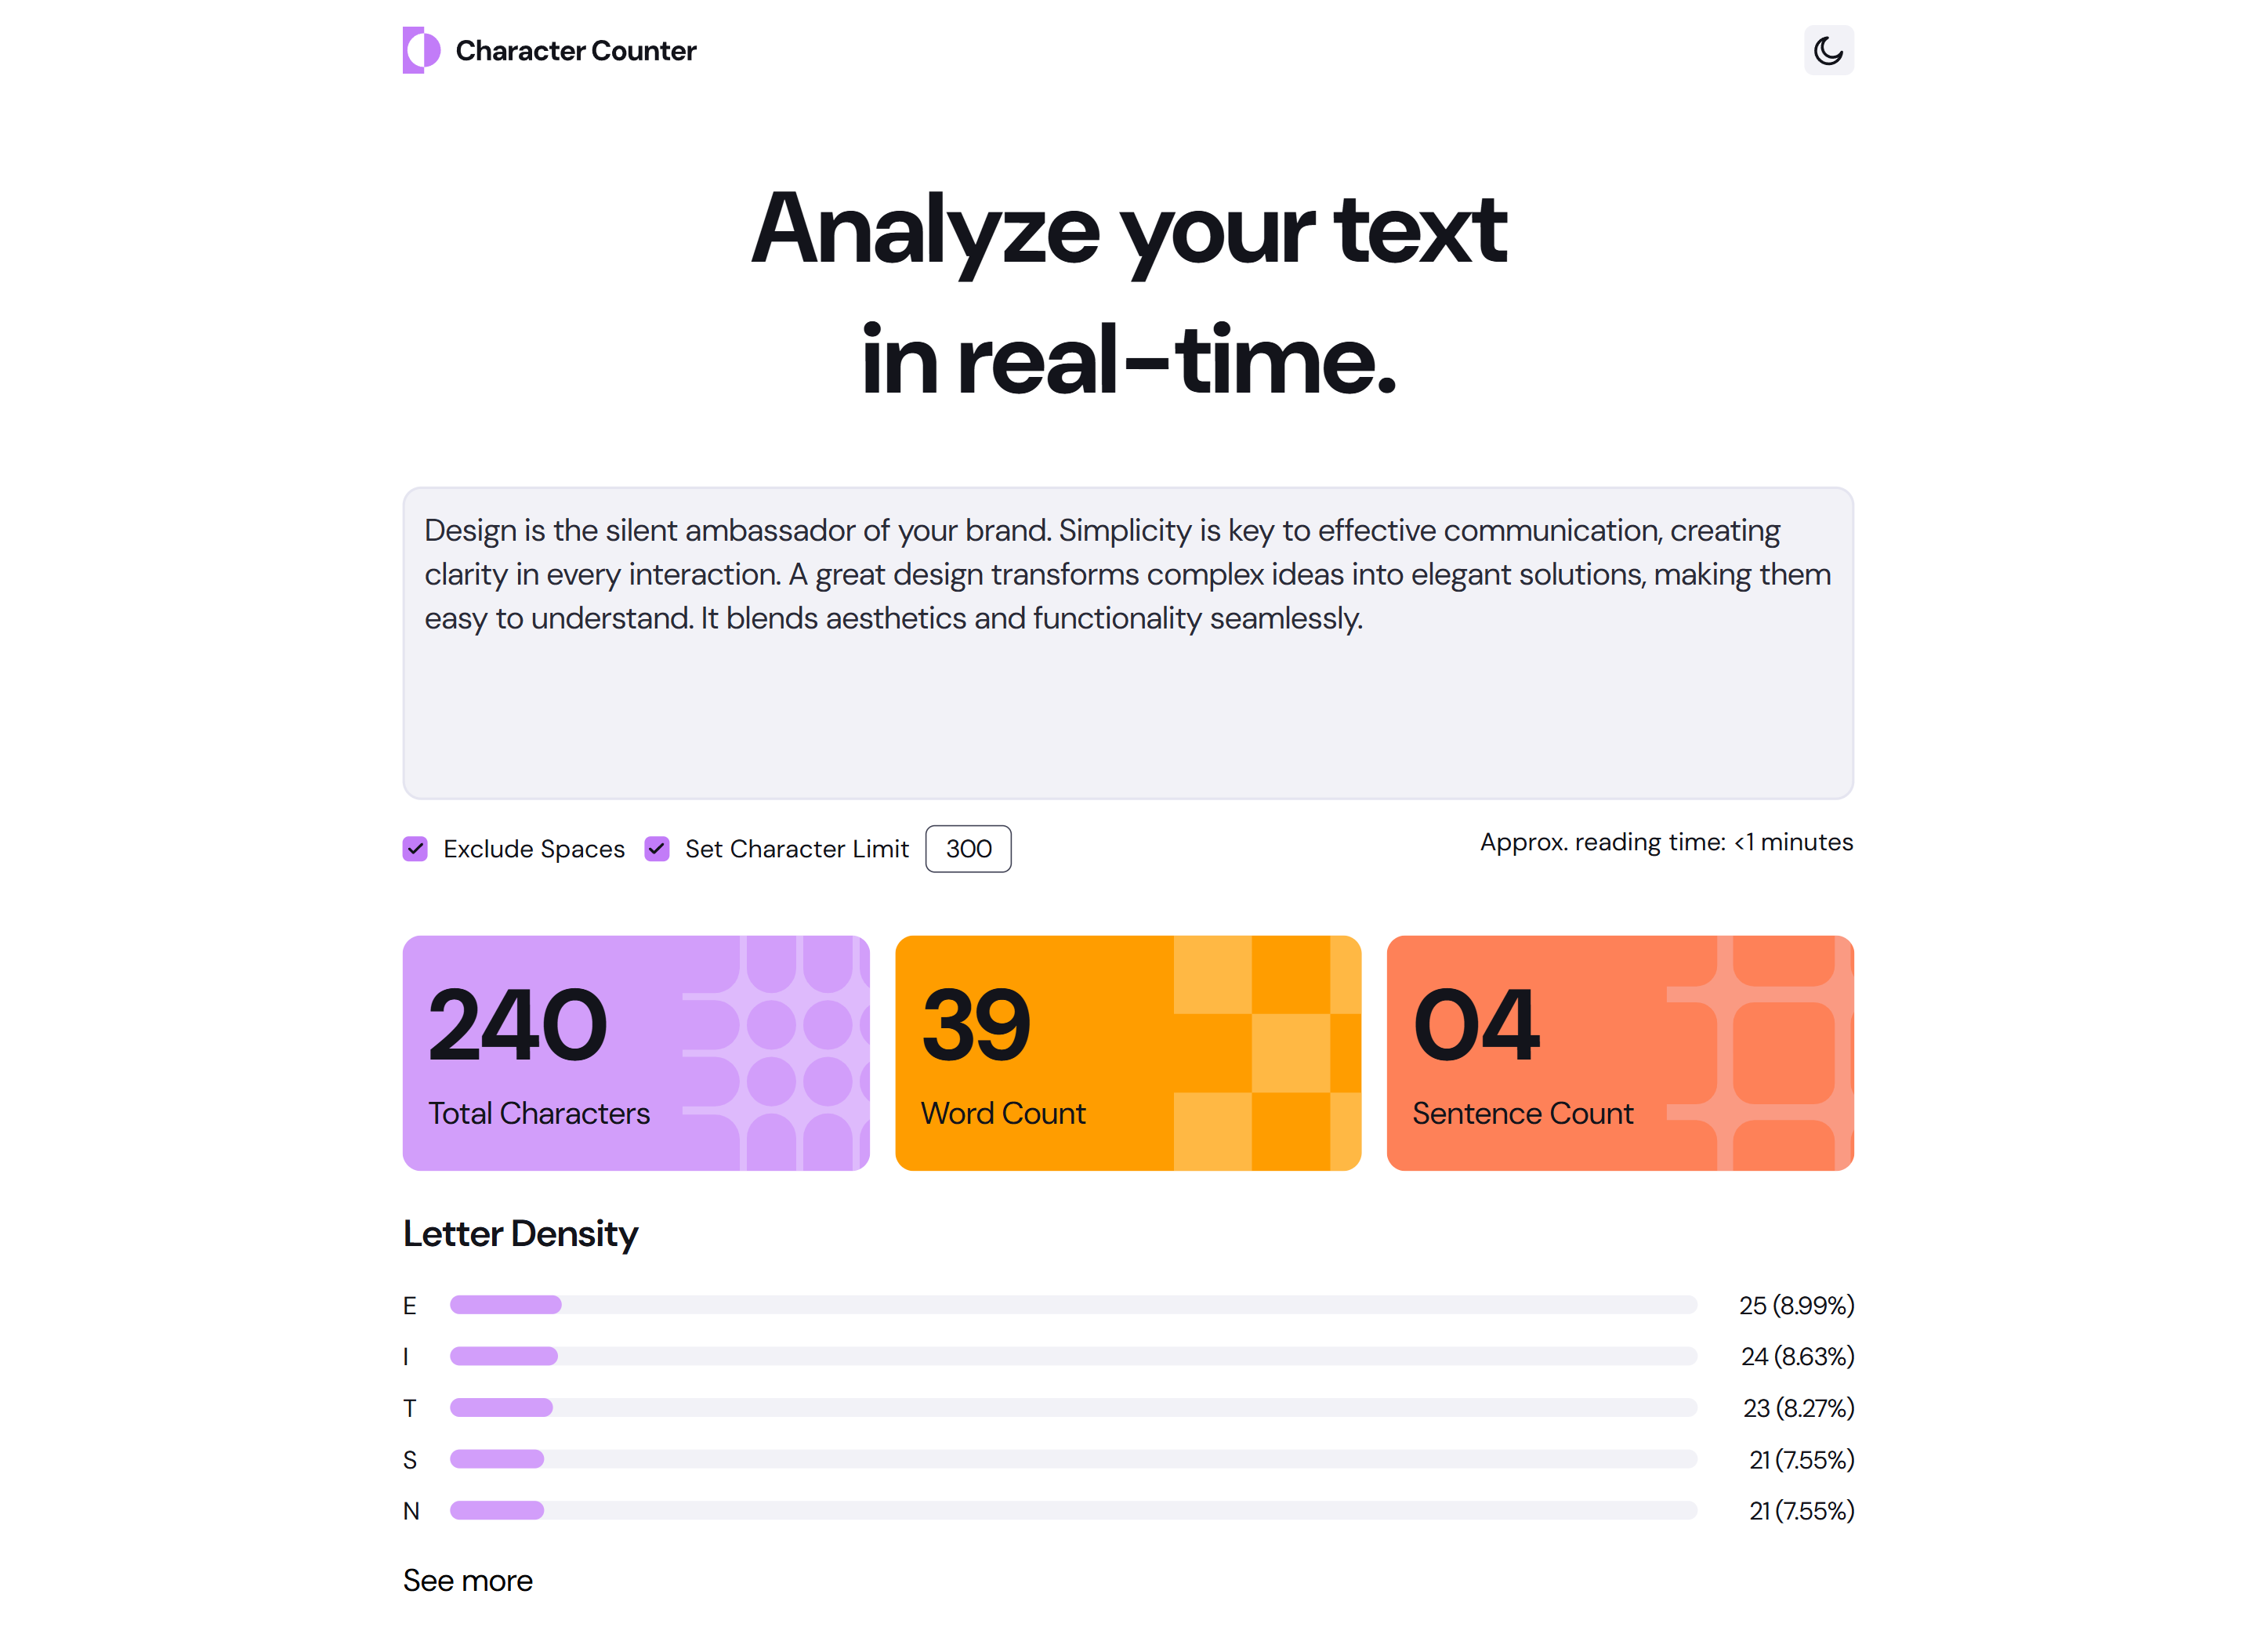 Character Counter
Analyze your text
in real-time.
Design is the silent ambassador of your brand. Simplicity is key to effective communication, creating
clarity in every interaction. A great design transforms complex ideas into elegant solutions, making them
easy to understand. It blends aesthetics and functionality seamlessly.
Exclude Spaces Set Character Limit 300 Approx. reading time: <1 minutes
240 39 04
Total Characters Word Count Sentence Count
Letter Density
E 25 (8.99%)
I 24 (8.63%)
T 23 (8.27%)
S 21 (7.55%)
N 21 (7.55%)
See more